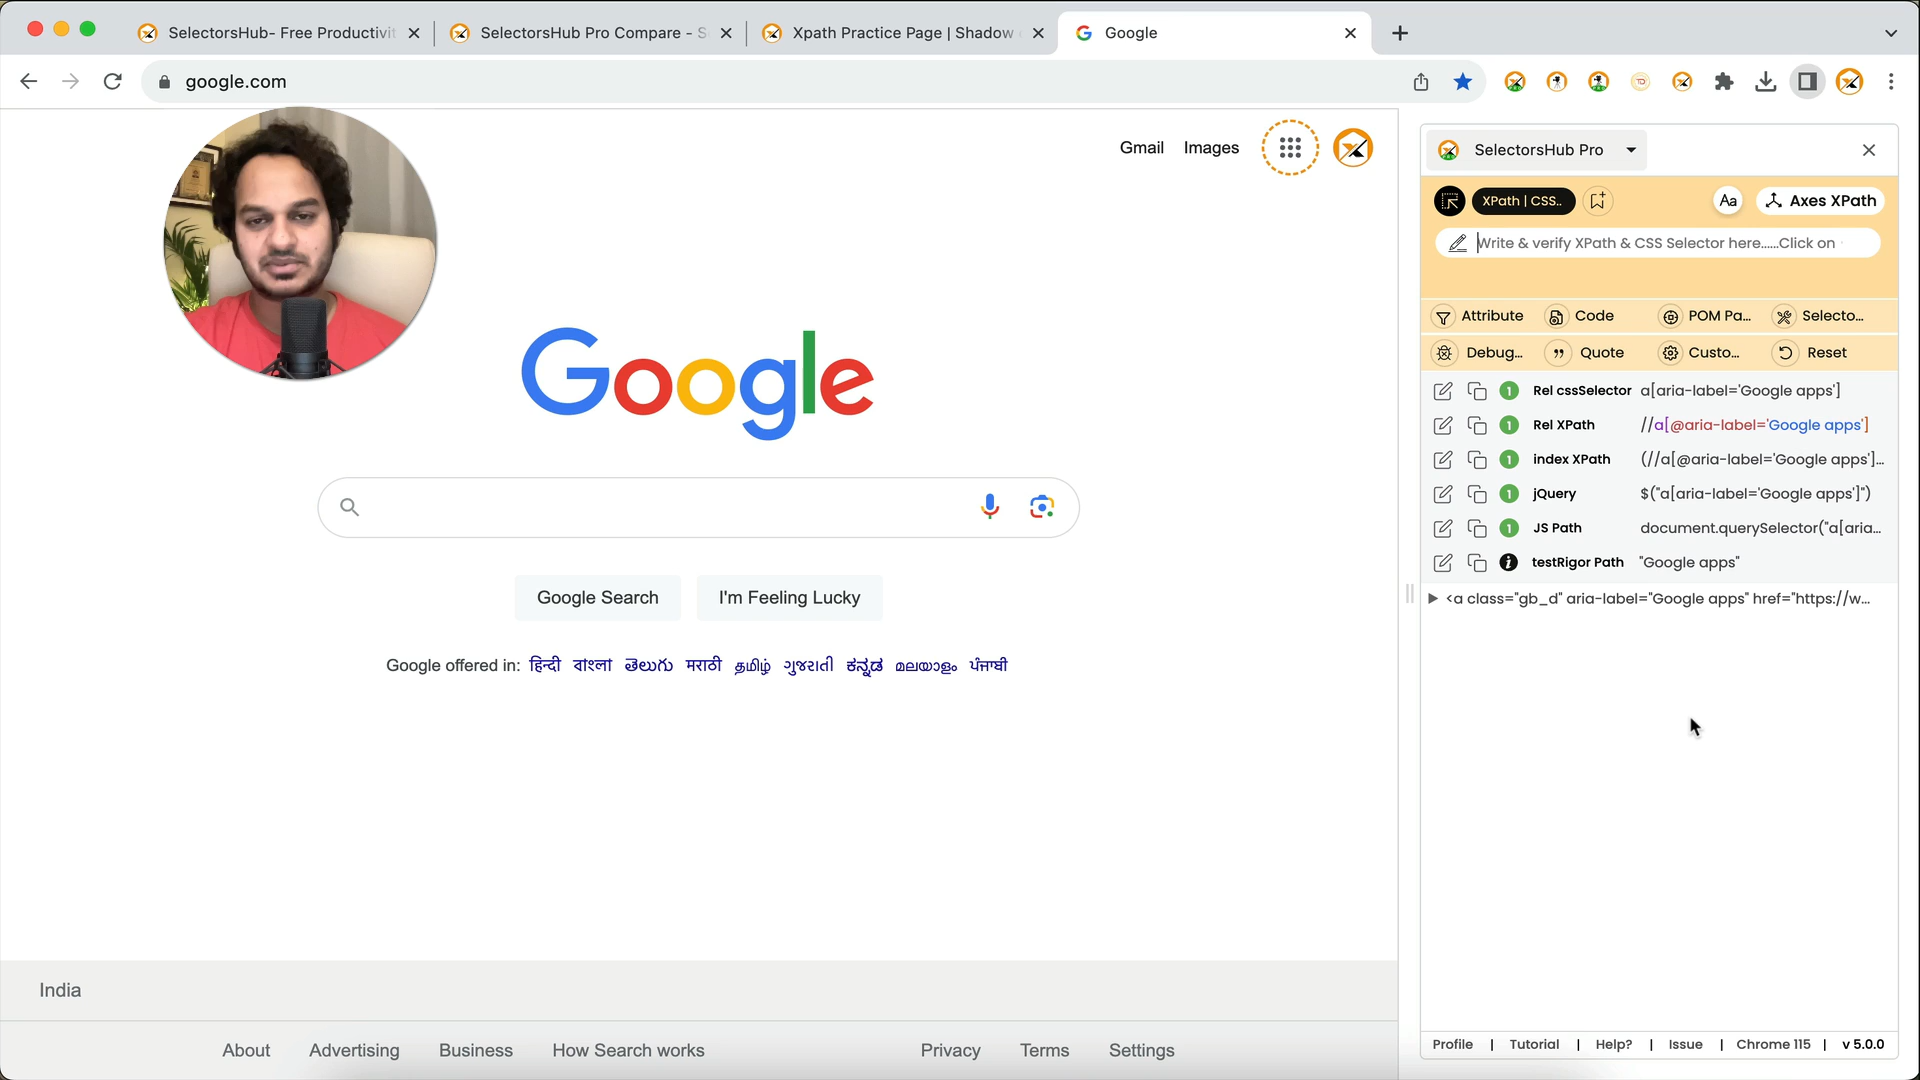 SelectorsHub- Free Productivit
SelectorsHub Pro Compare - S
Xpath Practice Page | Shadow
Google
google.com
Gmail
Images
Google
Google Search
I'm Feeling Lucky
Google offered in: हिन्दी বাংলা తెలుగు मराठी தமிழ் ગુજરાતી ಕನ್ನಡ മലയാളം ਪੰਜਾਬੀ
India
About
Advertising
Business
How Search works
Privacy
Terms
Settings
SelectorsHub Pro
XPath | CSS..
Aa
Axes XPath
Write & verify XPath & CSS Selector here......Click on
Attribute
Code
POM Pa...
Selecto...
Debug...
Quote
Custo...
Reset
1 Rel cssSelector a[aria-label='Google apps']
1 Rel XPath //a[@aria-label='Google apps']
1 index XPath (//a[@aria-label='Google apps']...
1 jQuery $("a[aria-label='Google apps']")
1 JS Path document.querySelector("a[aria...
i testRigor Path "Google apps"
<a class="gb_d" aria-label="Google apps" href="https://w...
Profile | Tutorial | Help? | Issue | Chrome 115 | v 5.0.0